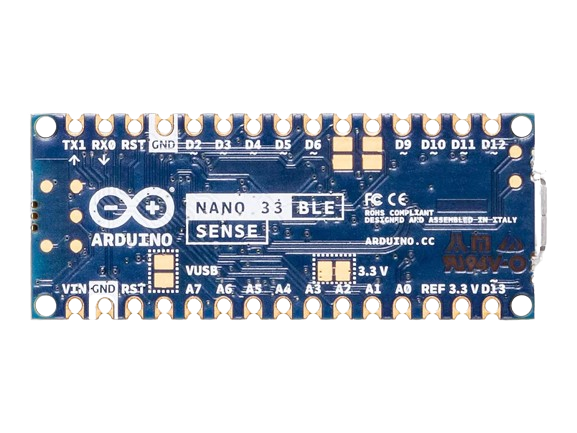 TX1 RX0 RST GND D2 D3 D4 D5 D6 D9 D10 D11 D12
NANO 33 BLE
SENSE
ARDUINO
FC CE
ROHS COMPLIANT
DESIGNED AND ASSEMBLED IN ITALY
ARDUINO.CC
VUSB
3.3 V
94V-0
VIN GND RST A7 A6 A5 A4 A3 A2 A1 A0 REF 3.3 V D13